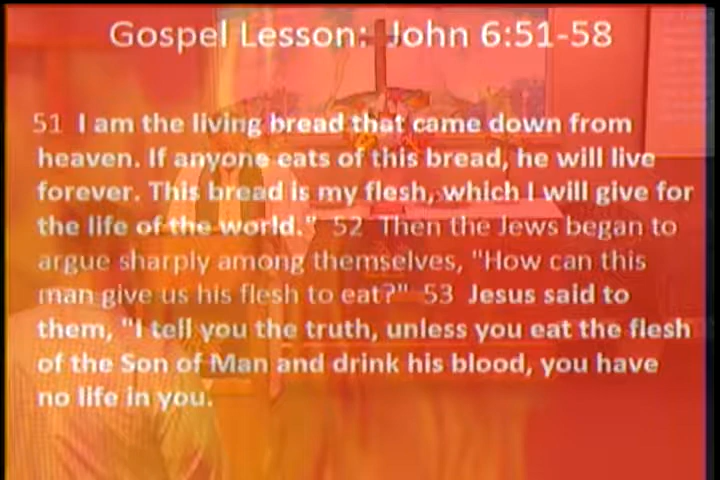 Gospel Lesson: John 6:51-58
51 I am the living bread that came down from
heaven. If anyone eats of this bread, he will live
forever. This bread is my flesh, which I will give for
the life of the world." 52 Then the Jews began to
argue sharply among themselves, "How can this
man give us his flesh to eat?" 53 Jesus said to
them, "I tell you the truth, unless you eat the flesh
of the Son of Man and drink his blood, you have
no life in you.